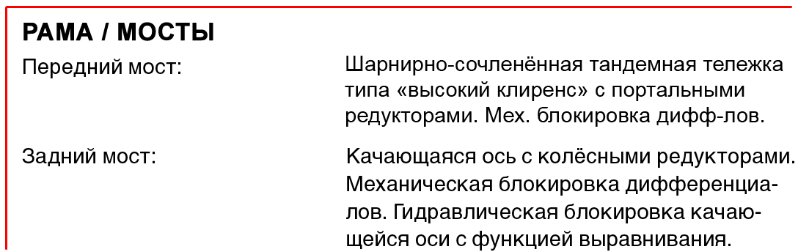 РАМА / МОСТЫ
Передний мост:
Шарнирно-сочленённая тандемная тележка
типа «высокий клиренс» с портальными
редукторами. Мех. блокировка дифф-лов.
Задний мост:
Качающаяся ось с колёсными редукторами.
Механическая блокировка дифференциа-
лов. Гидравлическая блокировка качаю-
щейся оси с функцией выравнивания.